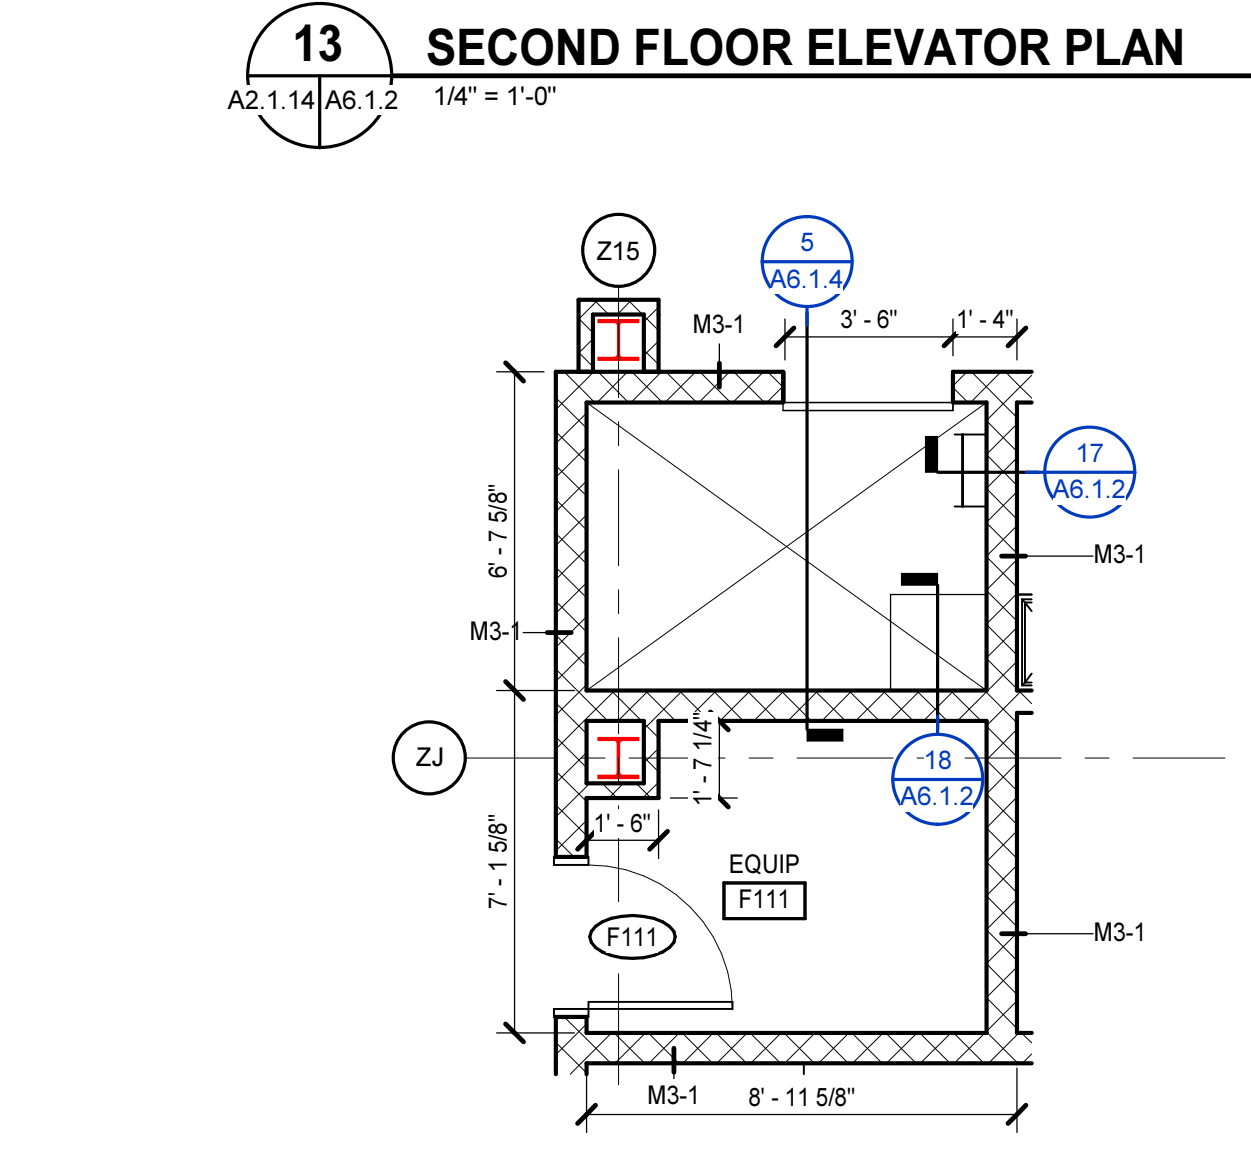 13
SECOND FLOOR ELEVATOR PLAN
A2.1.14
A6.1.2
1/4" = 1'-0"
Z15
5
A6.1.4
M3-1
3' - 6"
1' - 4"
17
A6.1.2
6' - 7 5/8"
M3-1
M3-1
ZJ
1' - 7 1/4"
18
A6.1.2
1' - 6"
7' - 1 5/8"
EQUIP
F111
F111
M3-1
M3-1
8' - 11 5/8"